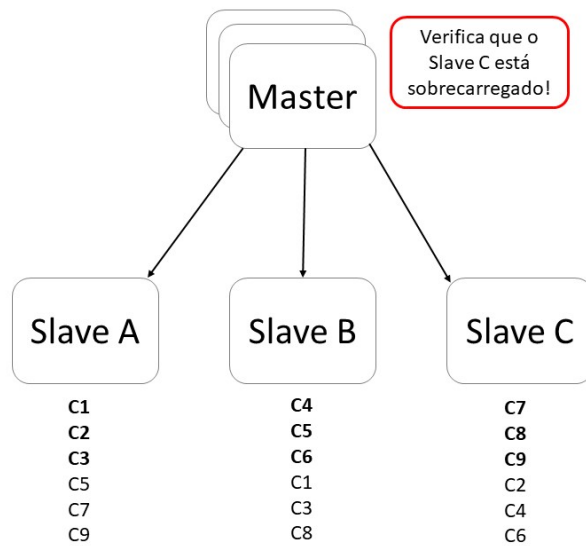 Master
Verifica que o
Slave C está
sobrecarregado!
Slave A
Slave B
Slave C
C1
C2
C3
C5
C7
C9
C4
C5
C6
C1
C3
C8
C7
C8
C9
C2
C4
C6